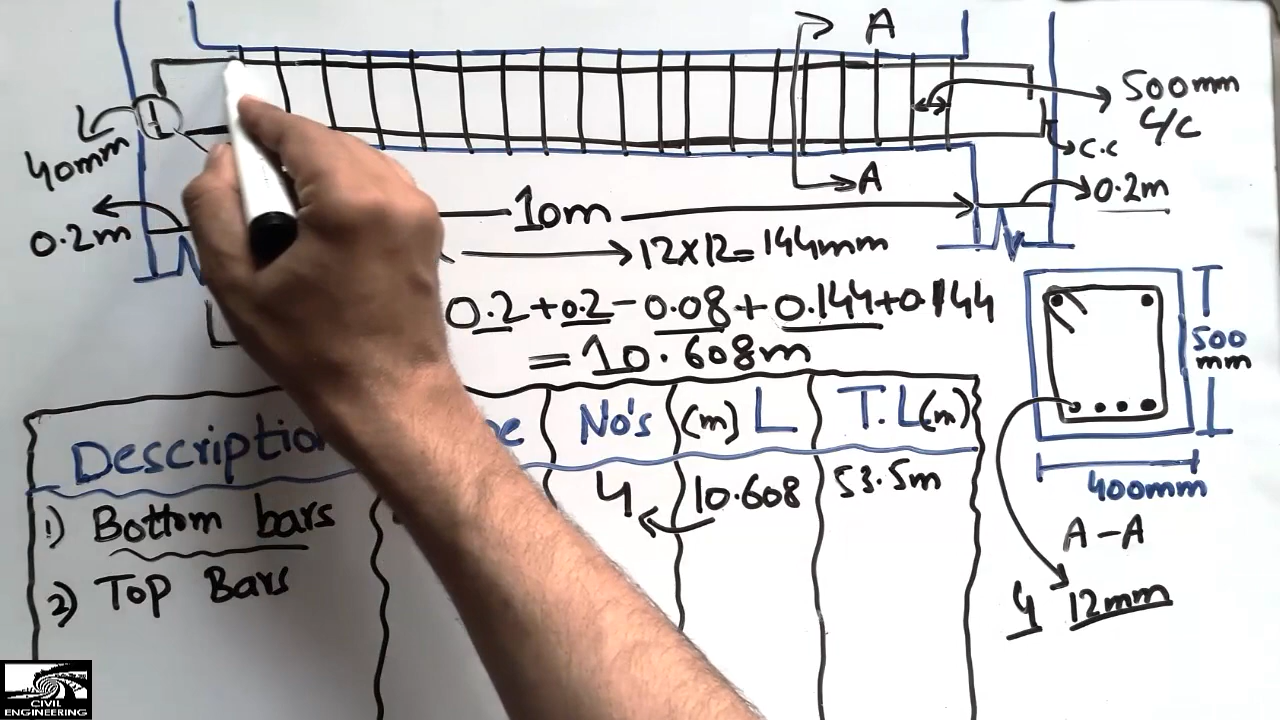 A
500mm
C/C
40mm
C.C
A
0.2m
0.2m
10m
12X12=144mm
0.2+0.2-0.08+0.144+0.144
=10.608m
500
mm
400mm
A-A
4 12mm
Description No's (m) L T.L(m)
1) Bottom bars 4 10.608 53.5m
2) Top Bars
CIVIL
ENGINEERING